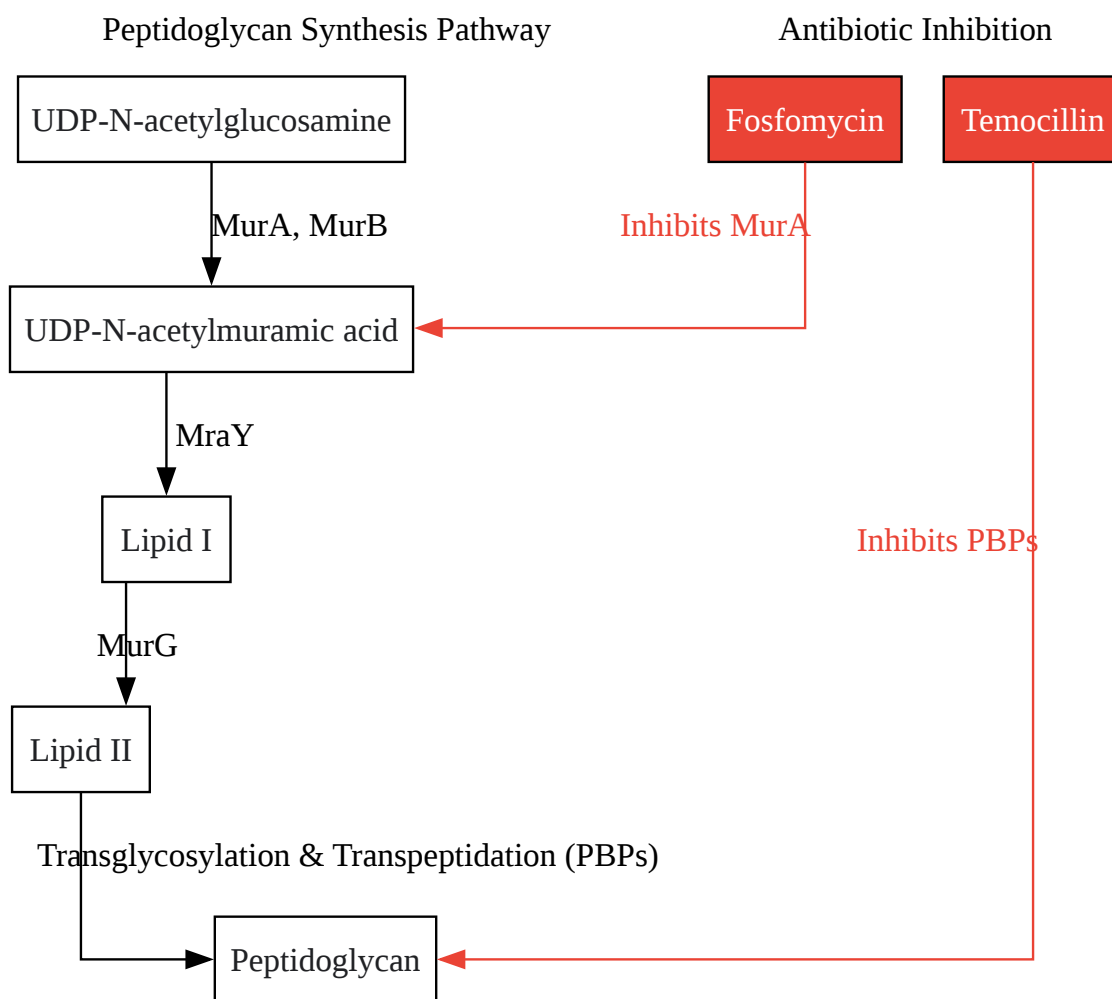 Peptidoglycan Synthesis Pathway
Antibiotic Inhibition
UDP-N-acetylglucosamine
Fosfomycin
Temocillin
MurA, MurB
Inhibits MurA
UDP-N-acetylmuramic acid
MraY
Lipid I
Inhibits PBPs
MurG
Lipid II
Transglycosylation & Transpeptidation (PBPs)
Peptidoglycan